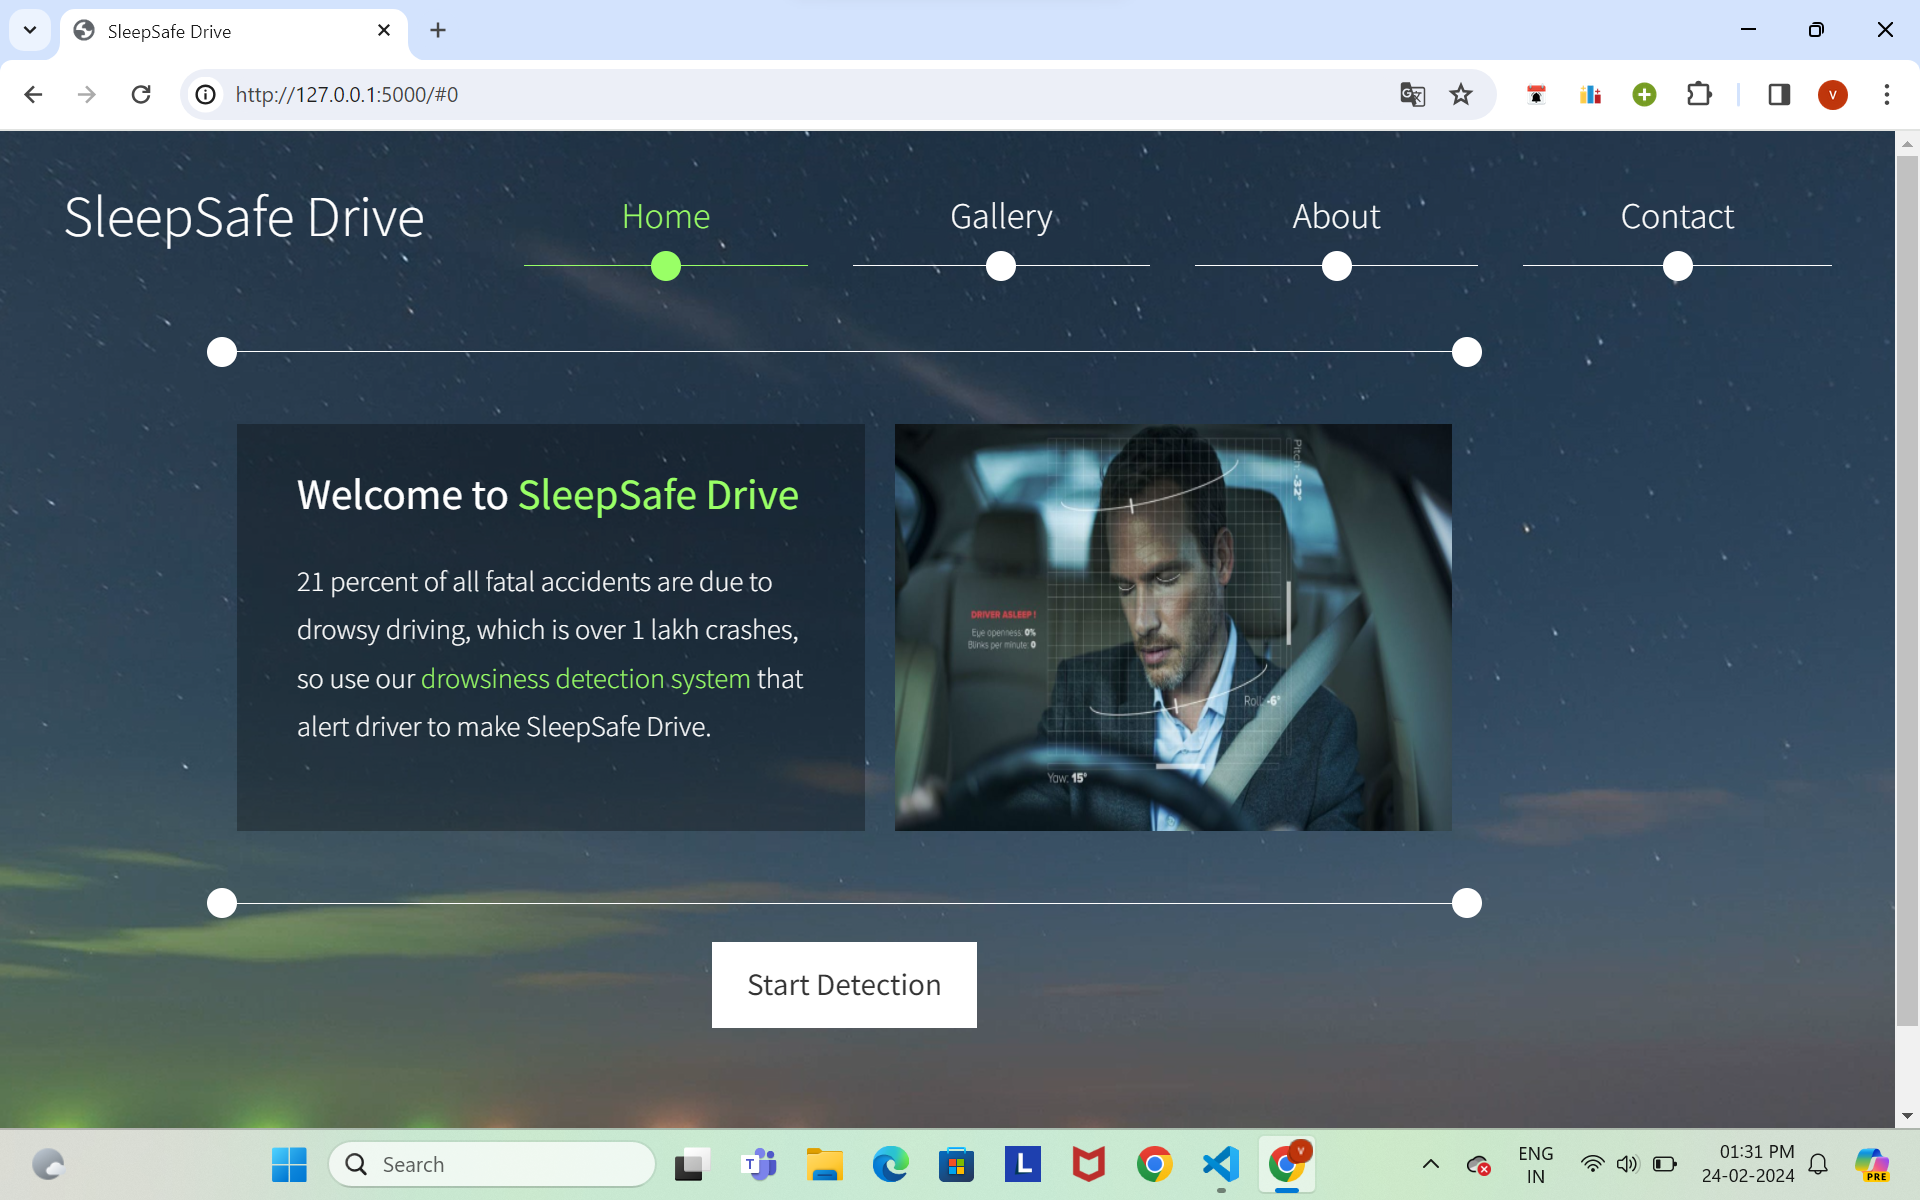 SleepSafe Drive
http://127.0.0.1:5000/#0
V
SleepSafe Drive
Home
Gallery
About
Contact
Welcome to SleepSafe Drive
21 percent of all fatal accidents are due to
drowsy driving, which is over 1 lakh crashes,
so use our drowsiness detection system that
alert driver to make SleepSafe Drive.
Pitch: -32°
DRIVER ASLEEP !
Eye openness: 0%
Blinks per minute: 0
Roll: -6°
Yaw: 15°
Start Detection
Search
T
L
V
ENG
IN
01:31 PM
24-02-2024
PRE